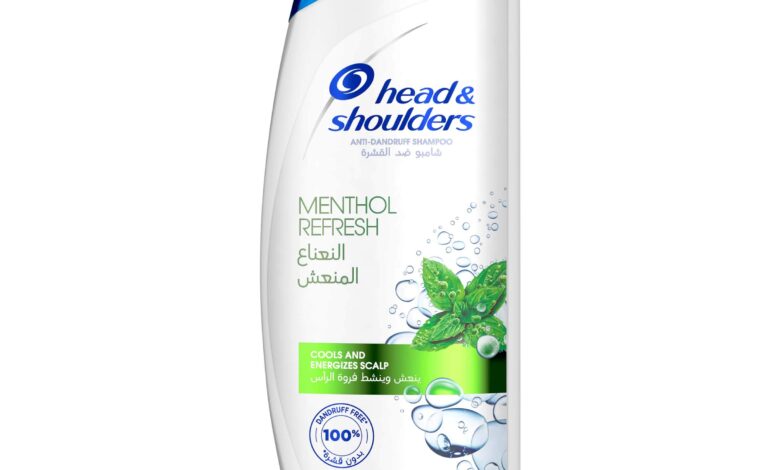 head &
shoulders
ANTI-DANDRUFF SHAMPOO
شامبو ضد القشرة
MENTHOL
REFRESH
النعناع
المنعش
COOLS AND
ENERGIZES SCALP
ينعش وينشط فروة الراس
DANDRUFF FREE*
100%
بدون قشرة*